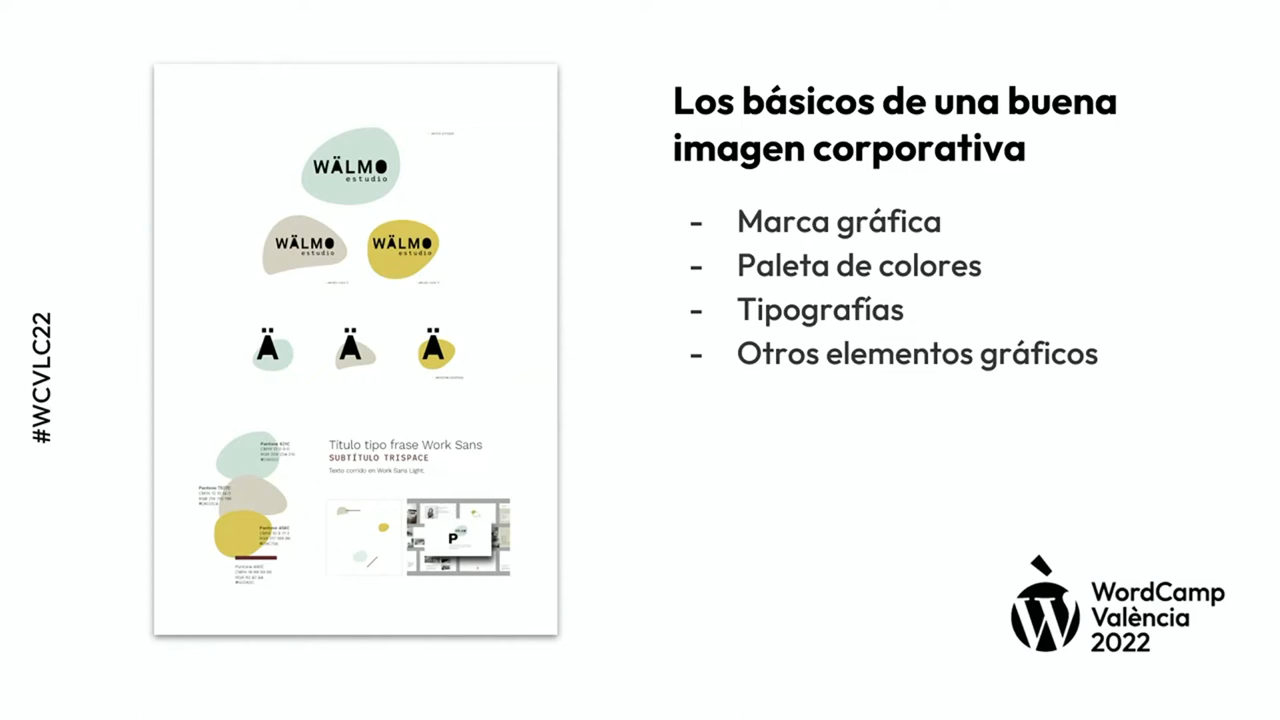 #WCVLC22
WÄLMO
estudio
WÄLMO
estudio
WÄLMO
estudio
Ä
Ä
Ä
Título tipo frase Work Sans
SUBTÍTULO TRISPACE
Texto corrido en Work Sans Light.
P
Los básicos de una buena
imagen corporativa
- Marca gráfica
- Paleta de colores
- Tipografías
- Otros elementos gráficos
WordCamp
València
2022